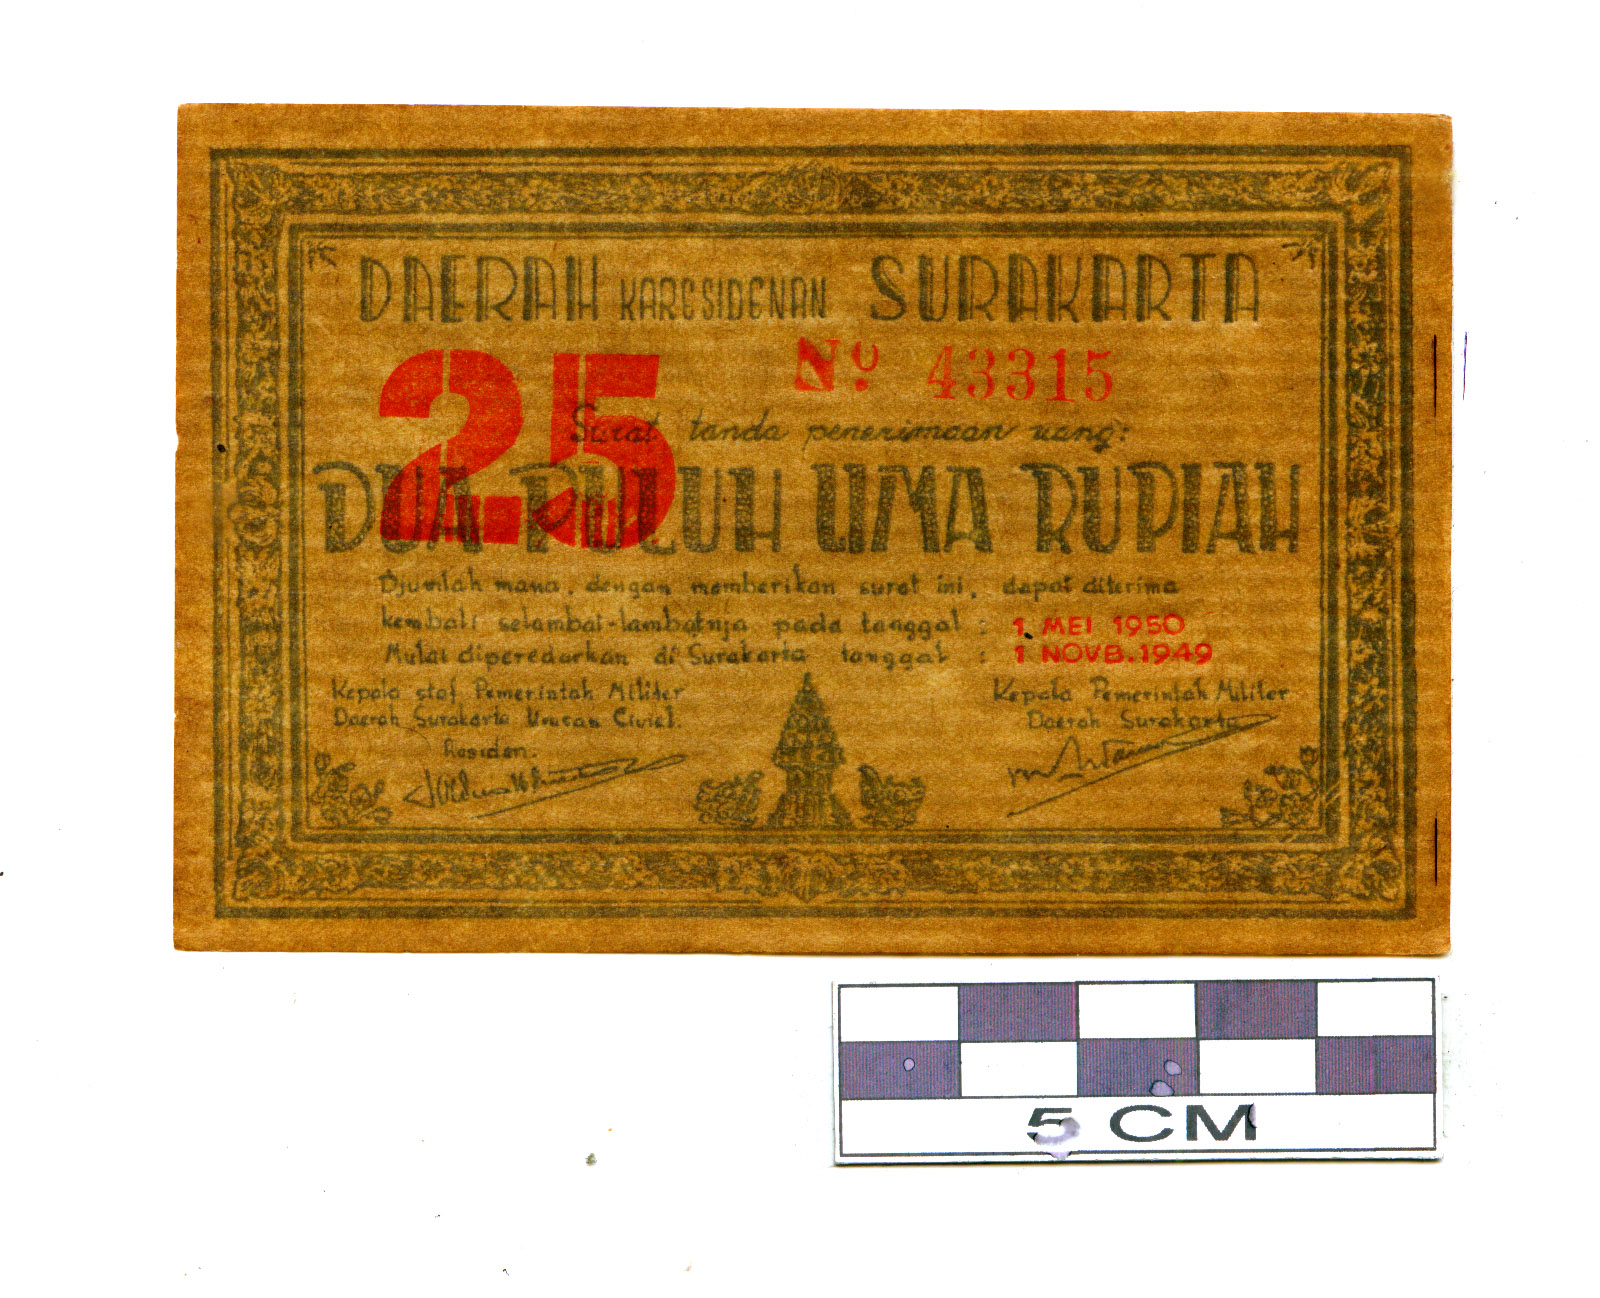 DAERAH KARESIDENAN SURAKARTA
25
No. 43315
Surat tanda penerimaan uang:
DUA PULUH LIMA RUPIAH
Djumlah mana, dengan memberikan surat ini, dapat diterima
kembali selambat-lambatnja pada tanggal : 1 MEI 1950
Mulai diperedarkan di Surakarta tanggal : 1 NOVB. 1949
Kepala staf Pemerintah Militer
Daerah Surakarta Urusan Civiel.
Residen:
Kepala Pemerintah Militer
Daerah Surakarta
5 CM